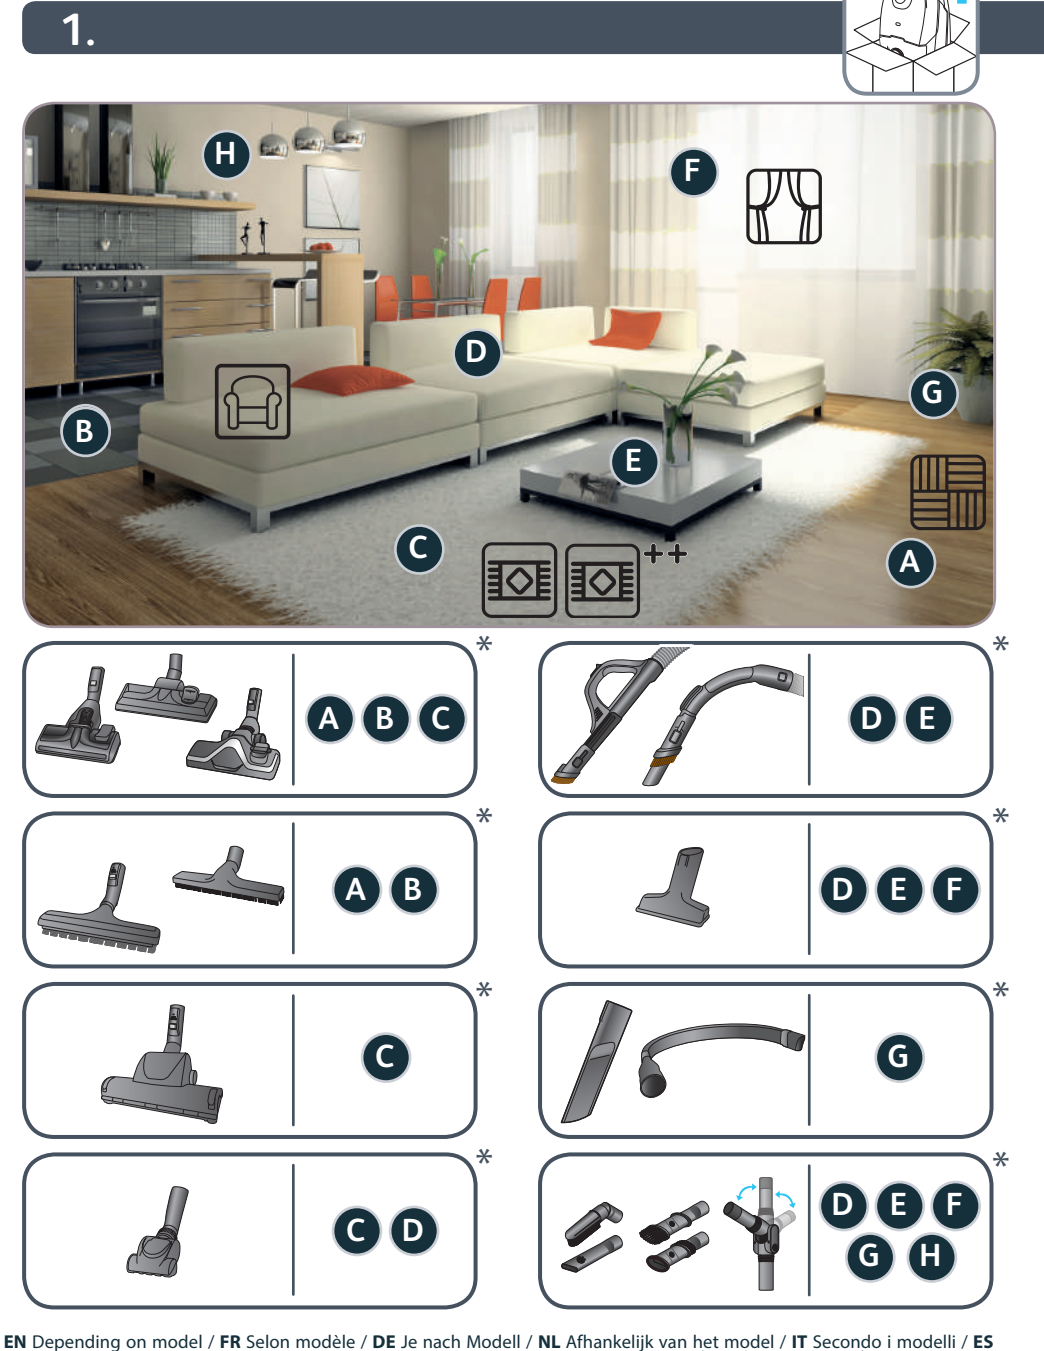 1.
H
F
D
G
B
E
C
++
A
*
A B C
*
D E
*
A B
*
D E F
*
C
*
G
*
C D
*
D E F
G H
EN Depending on model / FR Selon modèle / DE Je nach Modell / NL Afhankelijk van het model / IT Secondo i modelli / ES